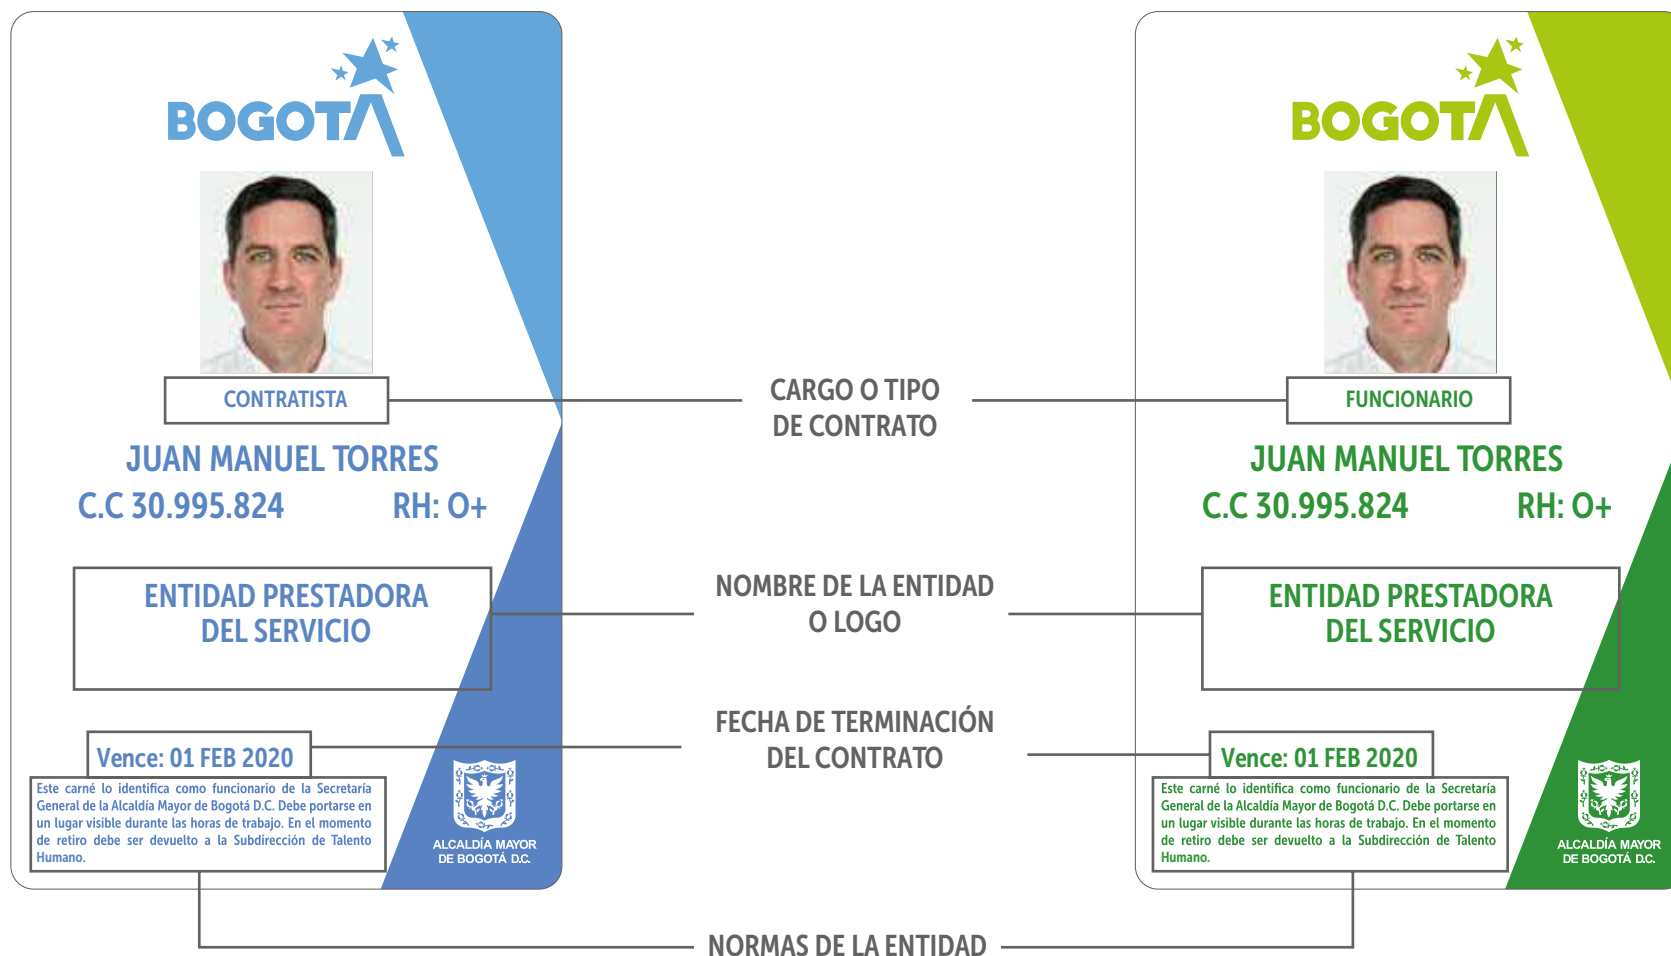 BOGOTÁ
CONTRATISTA
JUAN MANUEL TORRES
C.C 30.995.824 RH: O+
ENTIDAD PRESTADORA
DEL SERVICIO
Vence: 01 FEB 2020
Este carné lo identifica como funcionario de la Secretaría
General de la Alcaldía Mayor de Bogotá D.C. Debe portarse en
un lugar visible durante las horas de trabajo. En el momento
de retiro debe ser devuelto a la Subdirección de Talento
Humano.
ALCALDÍA MAYOR
DE BOGOTÁ D.C.
CARGO O TIPO
DE CONTRATO
NOMBRE DE LA ENTIDAD
O LOGO
FECHA DE TERMINACIÓN
DEL CONTRATO
NORMAS DE LA ENTIDAD
BOGOTÁ
FUNCIONARIO
JUAN MANUEL TORRES
C.C 30.995.824 RH: O+
ENTIDAD PRESTADORA
DEL SERVICIO
Vence: 01 FEB 2020
Este carné lo identifica como funcionario de la Secretaría
General de la Alcaldía Mayor de Bogotá D.C. Debe portarse en
un lugar visible durante las horas de trabajo. En el momento
de retiro debe ser devuelto a la Subdirección de Talento
Humano.
ALCALDÍA MAYOR
DE BOGOTÁ D.C.